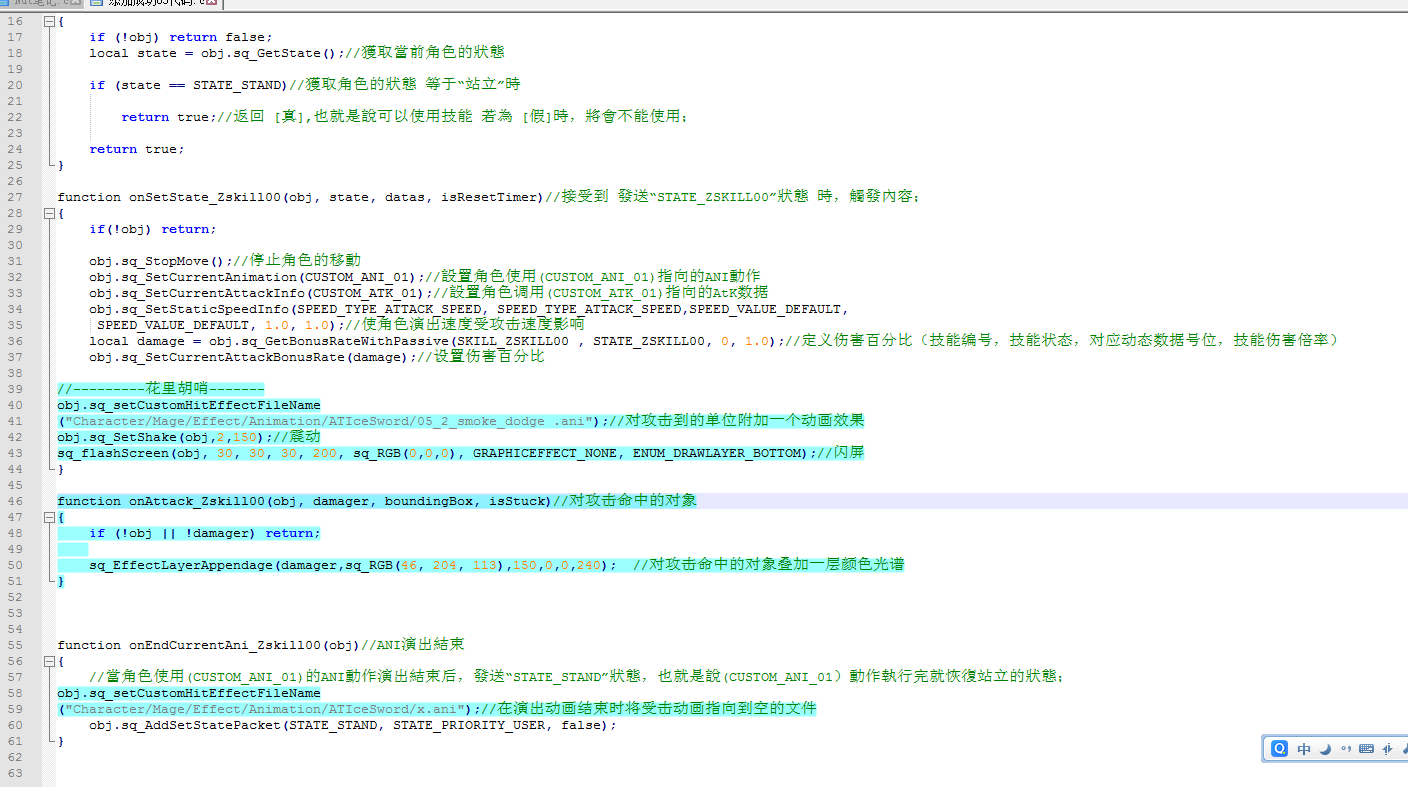 16 {
17 if (!obj) return false;
18 local state = obj.sq_GetState();//獲取當前角色的狀態
19
20 if (state == STATE_STAND)//獲取角色的狀態 等于“站立”時
21
22 return true;//返回 [真],也就是說可以使用技能 若為 [假]時，將會不能使用；
23
24 return true;
25 }
26
27 function onSetState_Zskill00(obj, state, datas, isResetTimer)//接受到 發送“STATE_ZSKILL00”狀態 時，觸發內容；
28 {
29 if(!obj) return;
30
31 obj.sq_StopMove();//停止角色的移動
32 obj.sq_SetCurrentAnimation(CUSTOM_ANI_01);//設置角色使用(CUSTOM_ANI_01)指向的ANI動作
33 obj.sq_SetCurrentAttackInfo(CUSTOM_ATK_01);//設置角色调用(CUSTOM_ATK_01)指向的AtK数据
34 obj.sq_SetStaticSpeedInfo(SPEED_TYPE_ATTACK_SPEED, SPEED_TYPE_ATTACK_SPEED,SPEED_VALUE_DEFAULT,
35 SPEED_VALUE_DEFAULT, 1.0, 1.0);//使角色演出速度受攻击速度影响
36 local damage = obj.sq_GetBonusRateWithPassive(SKILL_ZSKILL00 , STATE_ZSKILL00, 0, 1.0);//定义伤害百分比（技能编号，技能状态，对应动态数据号位，技能伤害倍率）
37 obj.sq_SetCurrentAttackBonusRate(damage);//设置伤害百分比
38
39 //---------花里胡哨-------
40 obj.sq_setCustomHitEffectFileName
41 ("Character/Mage/Effect/Animation/ATIceSword/05_2_smoke_dodge .ani");//对攻击到的单位附加一个动画效果
42 obj.sq_SetShake(obj,2,150);//震动
43 sq_flashScreen(obj, 30, 30, 30, 200, sq_RGB(0,0,0), GRAPHICEFFECT_NONE, ENUM_DRAWLAYER_BOTTOM);//闪屏
44 }
45
46 function onAttack_Zskill00(obj, damager, boundingBox, isStuck)//对攻击命中的对象
47 {
48 if (!obj || !damager) return;
49
50 sq_EffectLayerAppendage(damager,sq_RGB(46, 204, 113),150,0,0,240); //对攻击命中的对象叠加一层颜色光谱
51 }
52
53
54
55 function onEndCurrentAni_Zskill00(obj)//ANI演出結束
56 {
57 //當角色使用(CUSTOM_ANI_01)的ANI動作演出結束后，發送“STATE_STAND”狀態，也就是說(CUSTOM_ANI_01）動作執行完就恢復站立的狀態；
58 obj.sq_setCustomHitEffectFileName
59 ("Character/Mage/Effect/Animation/ATIceSword/x.ani");//在演出动画结束时将受击动画指向到空的文件
60 obj.sq_AddSetStatePacket(STATE_STAND, STATE_PRIORITY_USER, false);
61 }
62
63
中